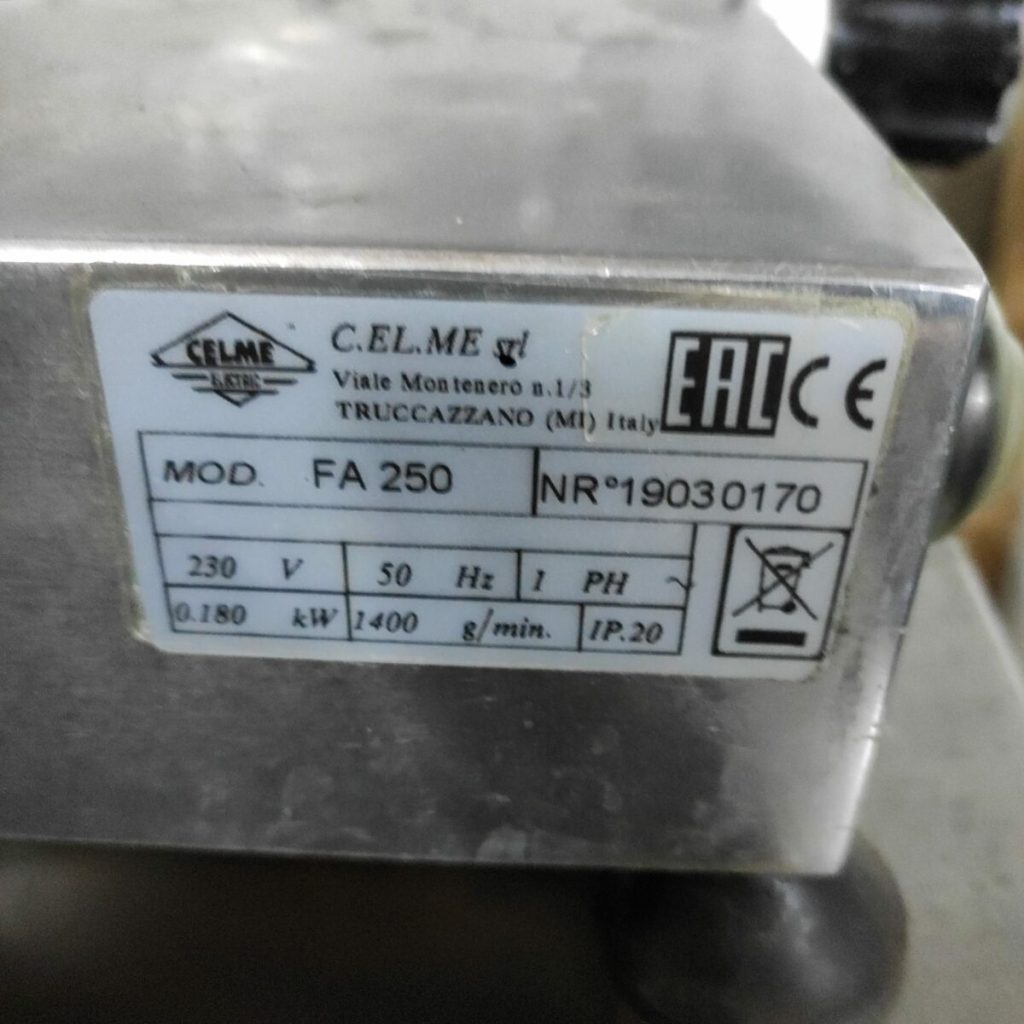 CELME
ELECTRIC
C.EL.ME srl
Viale Montenero n.1/3
TRUCCAZZANO (MI) Italy
EAC CE
MOD. FA 250 NR°19030170
230 V 50 Hz 1 PH ~
0.180 kW 1400 g/min. IP.20